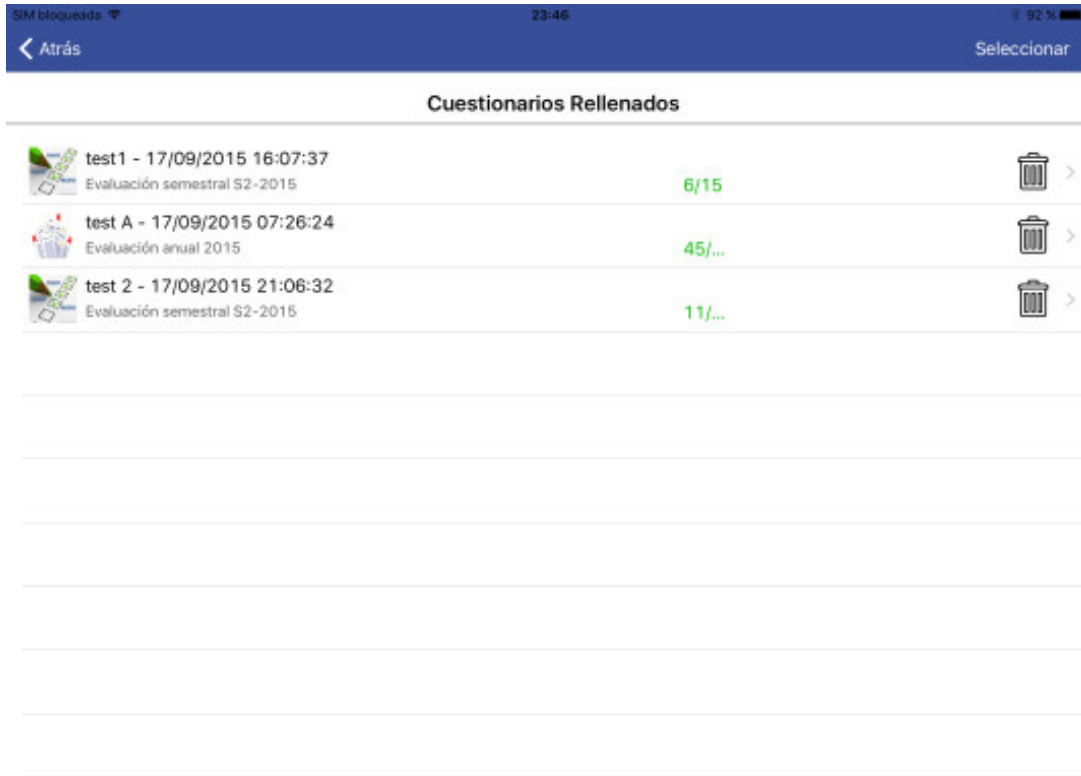 SIM bloqueada 23:46 92 %
Atrás Seleccionar
Cuestionarios Rellenados
test1 - 17/09/2015 16:07:37
Evaluación semestral S2-2015 6/15
test A - 17/09/2015 07:26:24
Evaluación anual 2015 45/...
test 2 - 17/09/2015 21:06:32
Evaluación semestral S2-2015 11/...